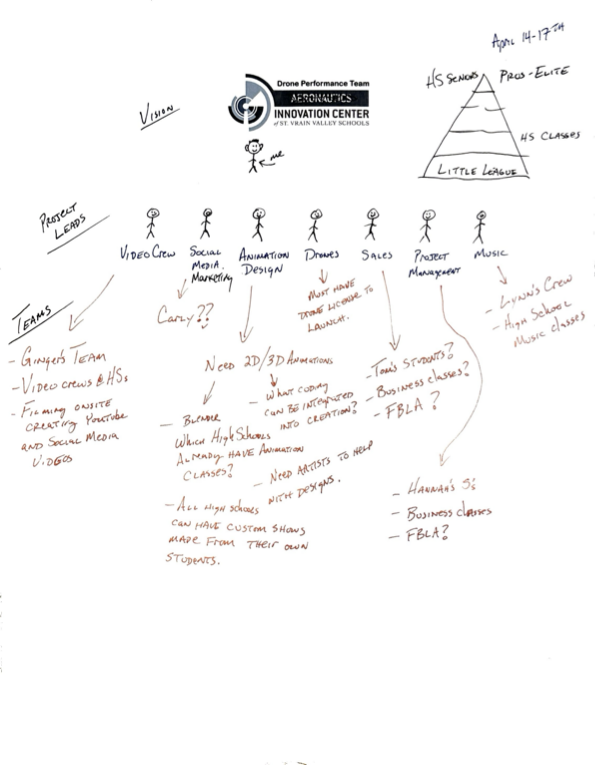 April 14-17TH
Drone Performance Team
AERONAUTICS
INNOVATION CENTER
of ST. VRAIN VALLEY SCHOOLS
VISION
me
HS SENIORS
PROS-ELITE
HS CLASSES
LITTLE LEAGUE
PROJECT
LEADS
VIDEO CREW
SOCIAL
MEDIA.
MARKETING
ANIMATION
DESIGN
DRONES
SALES
PROJECT
MANAGEMENT
MUSIC
TEAMS
- GINGER'S TEAM
- VIDEO CREWS @ HSs
- FILMING ONSITE
CREATING YOUTUBE
AND SOCIAL MEDIA
VIDEOS
CARLY??
NEED 2D/3D ANIMATIONS
- BLENDER
WHICH HIGH SCHOOLS
ALREADY HAVE ANIMATION
CLASSES?
- ALL HIGH SCHOOLS
CAN HAVE CUSTOM SHOWS
MADE FROM THEIR OWN
STUDENTS.
- WHAT CODING
CAN BE INTEGRATED
INTO CREATION?
- NEED ARTISTS TO HELP
WITH DESIGNS.
MUST HAVE
DRONE LICENSE TO
LAUNCH.
- TOM'S STUDENTS?
- BUSINESS CLASSES?
- FBLA?
- HANNAH'S S's
- BUSINESS CLASSES
- FBLA?
- LYNN'S CREW
- HIGH SCHOOL
MUSIC CLASSES